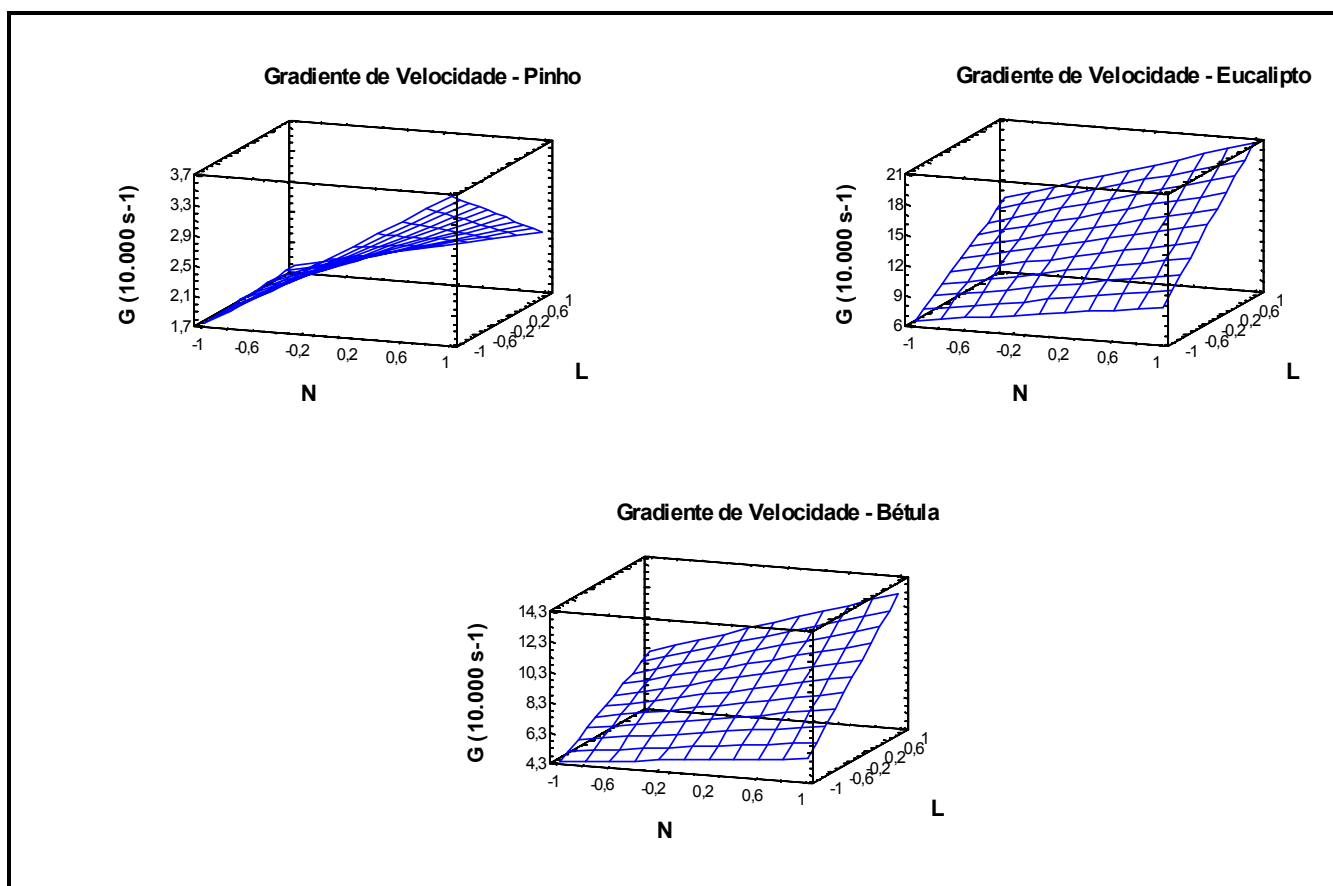 Gradiente de Velocidade - Pinho
G (10.000 s-1)
3,7
3,3
2,9
2,5
2,1
1,7
-1 -0,6 -0,2 0,2 0,6 1
N
-1 -0,6 -0,2 0,2 0,6 1
L
Gradiente de Velocidade - Eucalipto
G (10.000 s-1)
21
18
15
12
9
6
-1 -0,6 -0,2 0,2 0,6 1
N
-1 -0,6 -0,2 0,2 0,6 1
L
Gradiente de Velocidade - Bétula
G (10.000 s-1)
14,3
12,3
10,3
8,3
6,3
4,3
-1 -0,6 -0,2 0,2 0,6 1
N
-1 -0,6 -0,2 0,2 0,6 1
L